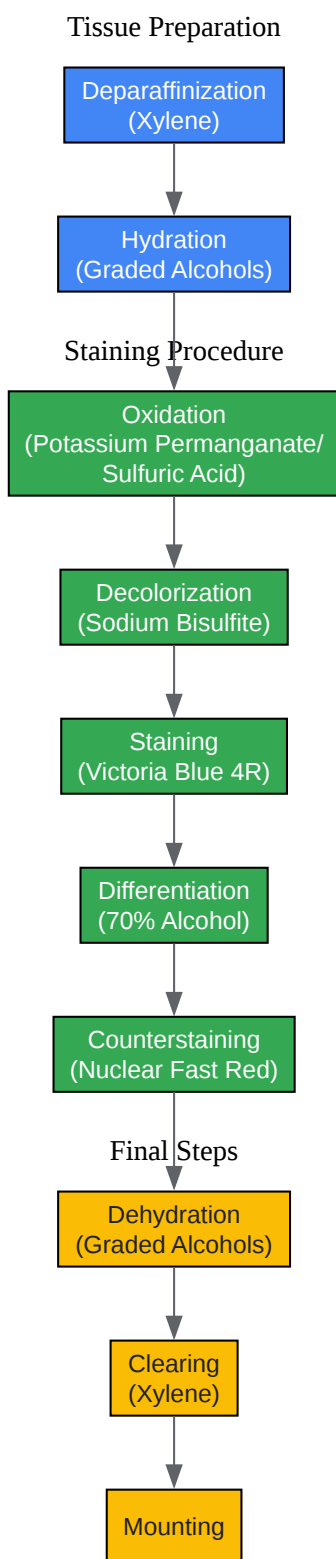 Tissue Preparation
Deparaffinization
(Xylene)
Hydration
(Graded Alcohols)
Staining Procedure
Oxidation
(Potassium Permanganate/
Sulfuric Acid)
Decolorization
(Sodium Bisulfite)
Staining
(Victoria Blue 4R)
Differentiation
(70% Alcohol)
Counterstaining
(Nuclear Fast Red)
Final Steps
Dehydration
(Graded Alcohols)
Clearing
(Xylene)
Mounting